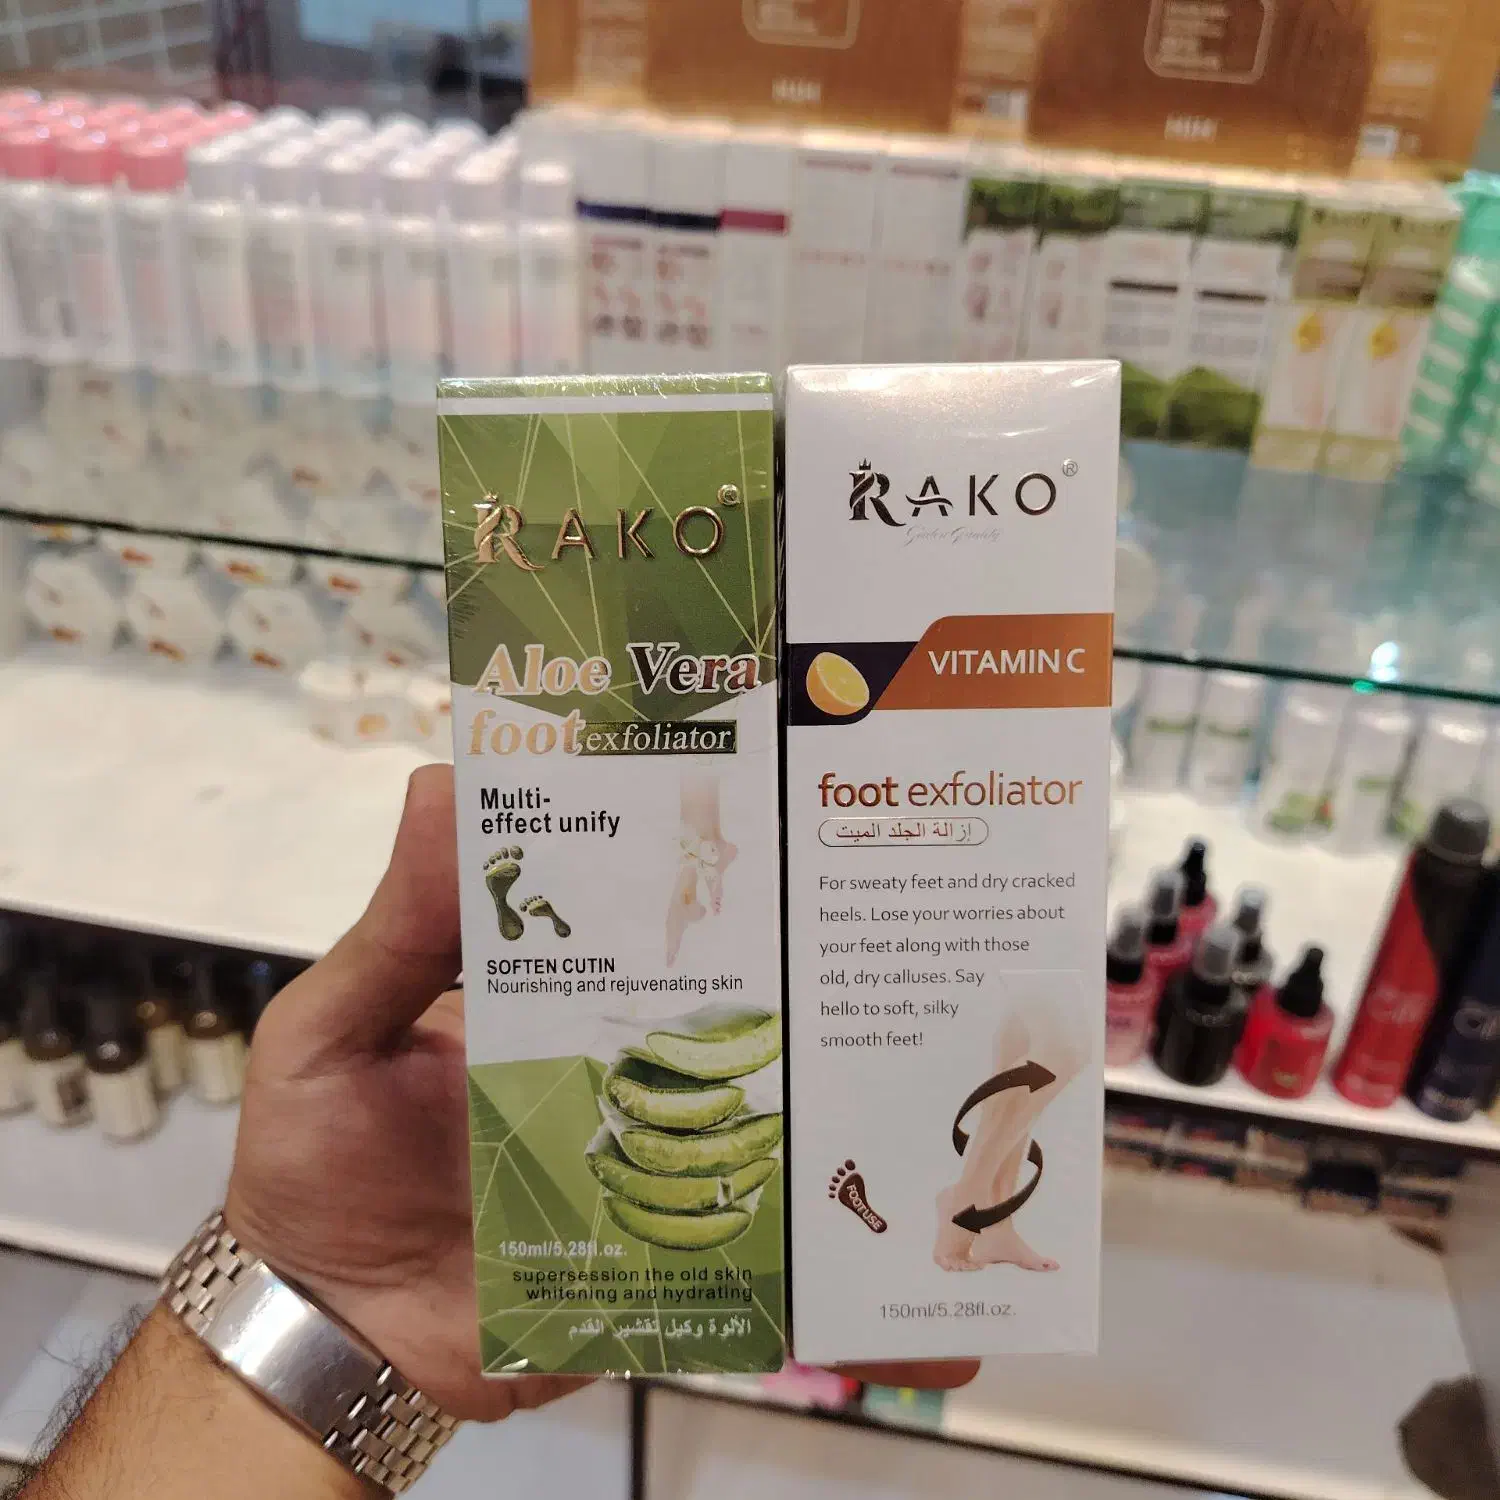 RAKO
Aloe Vera
foot exfoliator
Multi-
effect unify
SOFTEN CUTIN
Nourishing and rejuvenating skin
150ml/5.28fl.oz.
supersession the old skin
whitening and hydrating
الألوة وكيل تقشير القدم
RAKO®
Golden Quality
VITAMIN C
foot exfoliator
إزالة الجلد الميت
For sweaty feet and dry cracked
heels. Lose your worries about
your feet along with those
old, dry calluses. Say
hello to soft, silky
smooth feet!
FOOT USE
150ml/5.28fl.oz.